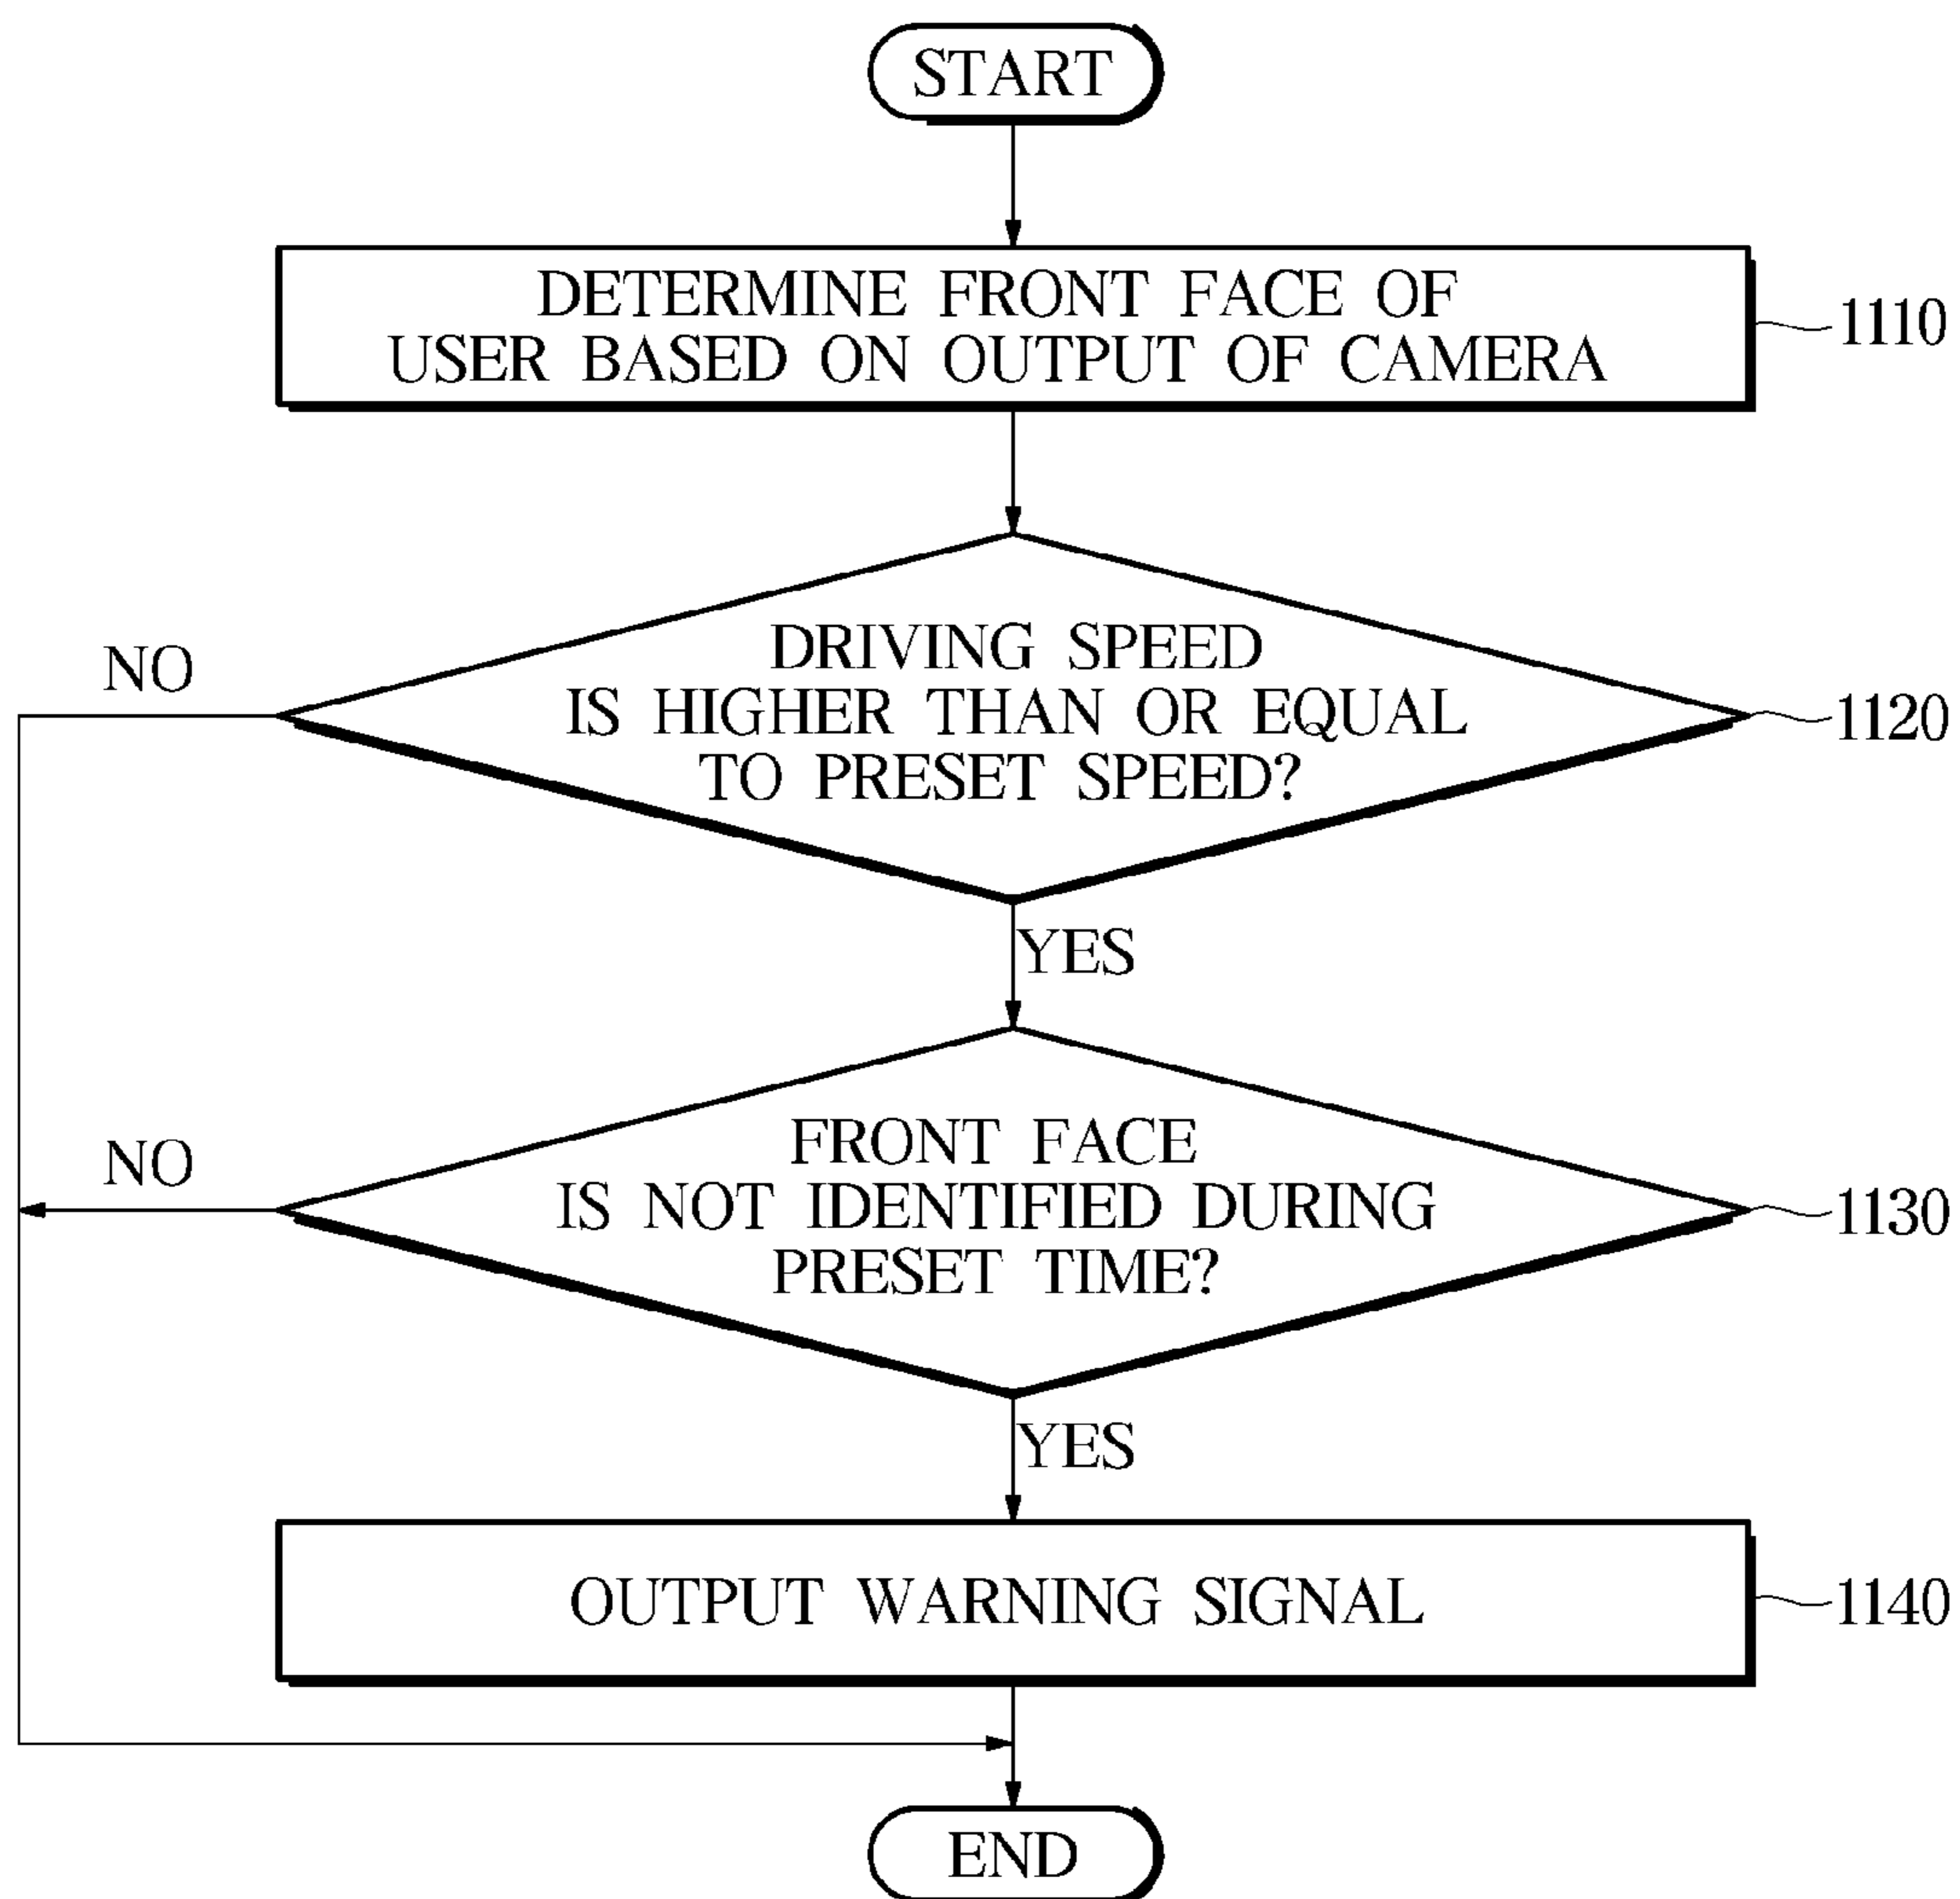 START
DETERMINE FRONT FACE OF
USER BASED ON OUTPUT OF CAMERA
1110
DRIVING SPEED
IS HIGHER THAN OR EQUAL
TO PRESET SPEED?
1120
NO
YES
FRONT FACE
IS NOT IDENTIFIED DURING
PRESET TIME?
1130
NO
YES
OUTPUT WARNING SIGNAL
1140
END